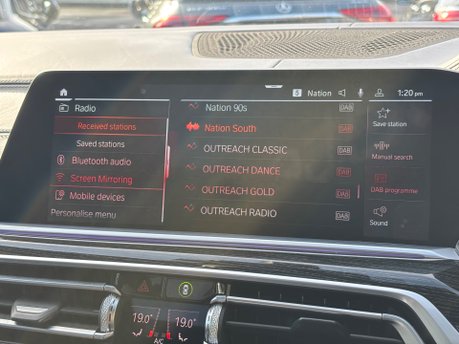 5 Nation 1:20 pm
Radio
Received stations
Saved stations
Bluetooth audio
Screen Mirroring
Mobile devices
Personalise menu
Nation 90s DAB
Nation South DAB
OUTREACH CLASSIC DAB
OUTREACH DANCE DAB
OUTREACH GOLD DAB
OUTREACH RADIO DAB
Save station
Manual search
DAB programme
Sound
19.0° 19.0°
A/C